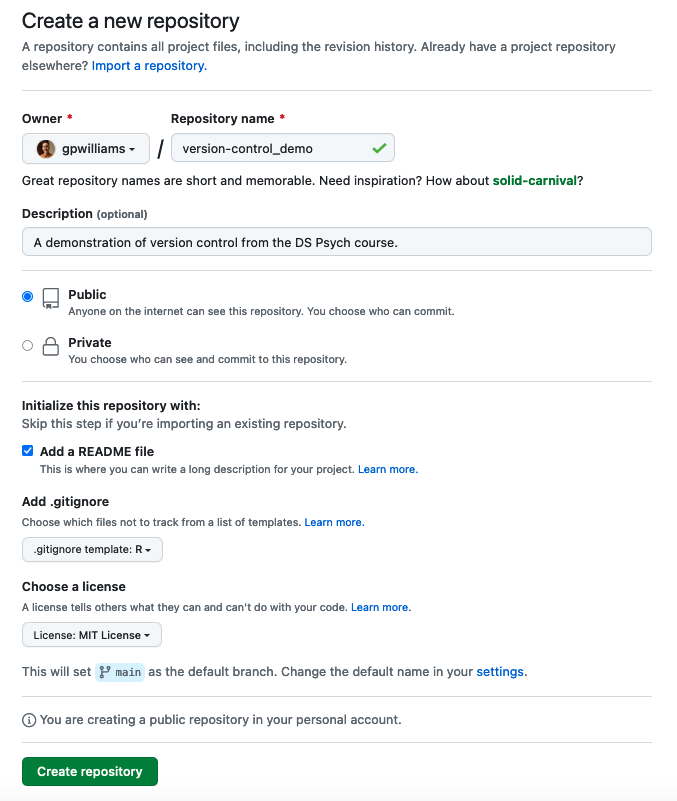 Create a new repository
A repository contains all project files, including the revision history. Already have a project repository
elsewhere? Import a repository.
Owner *
Repository name *
gpwilliams
/
version-control_demo
Great repository names are short and memorable. Need inspiration? How about solid-carnival?
Description (optional)
A demonstration of version control from the DS Psych course.
Public
Anyone on the internet can see this repository. You choose who can commit.
Private
You choose who can see and commit to this repository.
Initialize this repository with:
Skip this step if you're importing an existing repository.
Add a README file
This is where you can write a long description for your project. Learn more.
Add .gitignore
Choose which files not to track from a list of templates. Learn more.
.gitignore template: R
Choose a license
A license tells others what they can and can't do with your code. Learn more.
License: MIT License
This will set main as the default branch. Change the default name in your settings.
You are creating a public repository in your personal account.
Create repository